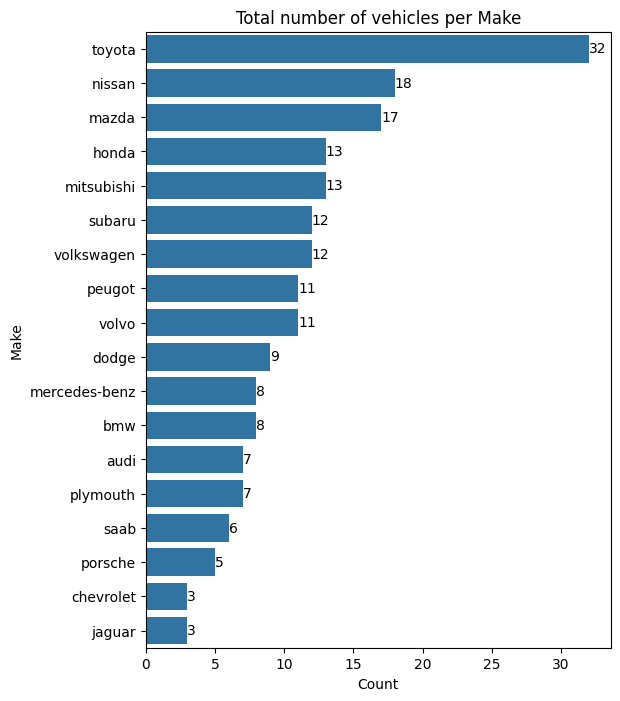 Total number of vehicles per Make
toyota 32
nissan 18
mazda 17
honda 13
mitsubishi 13
subaru 12
volkswagen 12
peugot 11
volvo 11
dodge 9
mercedes-benz 8
bmw 8
audi 7
plymouth 7
saab 6
porsche 5
chevrolet 3
jaguar 3
Make
0 5 10 15 20 25 30
Count